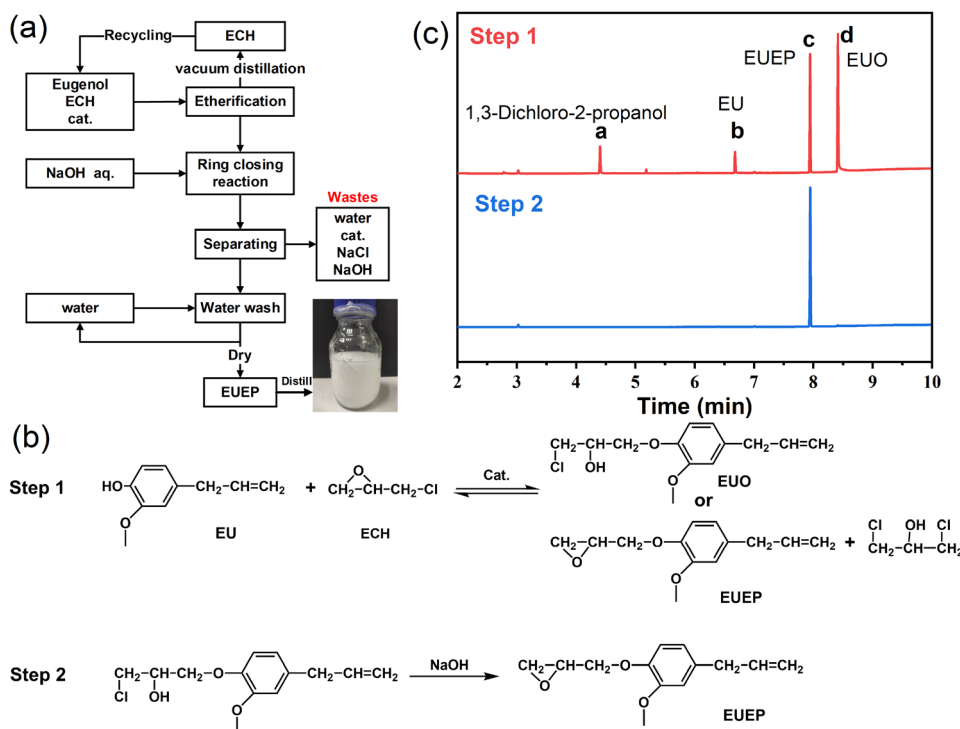 (a)
Recycling
ECH
vacuum distillation
Eugenol
ECH
cat.
Etherification
NaOH aq.
Ring closing
reaction
Wastes
water
cat.
NaCl
NaOH
Separating
water
Water wash
Dry
EUEP
Distill
(c)
Step 1
c
d
EUEP
EUO
1,3-Dichloro-2-propanol
EU
a
b
Step 2
2 3 4 5 6 7 8 9 10
Time (min)
(b)
Step 1
HO
CH₂-CH=CH₂
O
EU
+
O
CH₂-CH-CH₂-Cl
ECH
Cat.
CH₂-CH-CH₂-O
Cl OH
CH₂-CH=CH₂
O
EUO
or
CH₂-CH-CH₂-O
O
CH₂-CH=CH₂
O
EUEP
+
Cl OH Cl
CH₂-CH-CH₂
Step 2
CH₂-CH-CH₂-O
Cl OH
CH₂-CH=CH₂
O
NaOH
CH₂-CH-CH₂-O
O
CH₂-CH=CH₂
O
EUEP